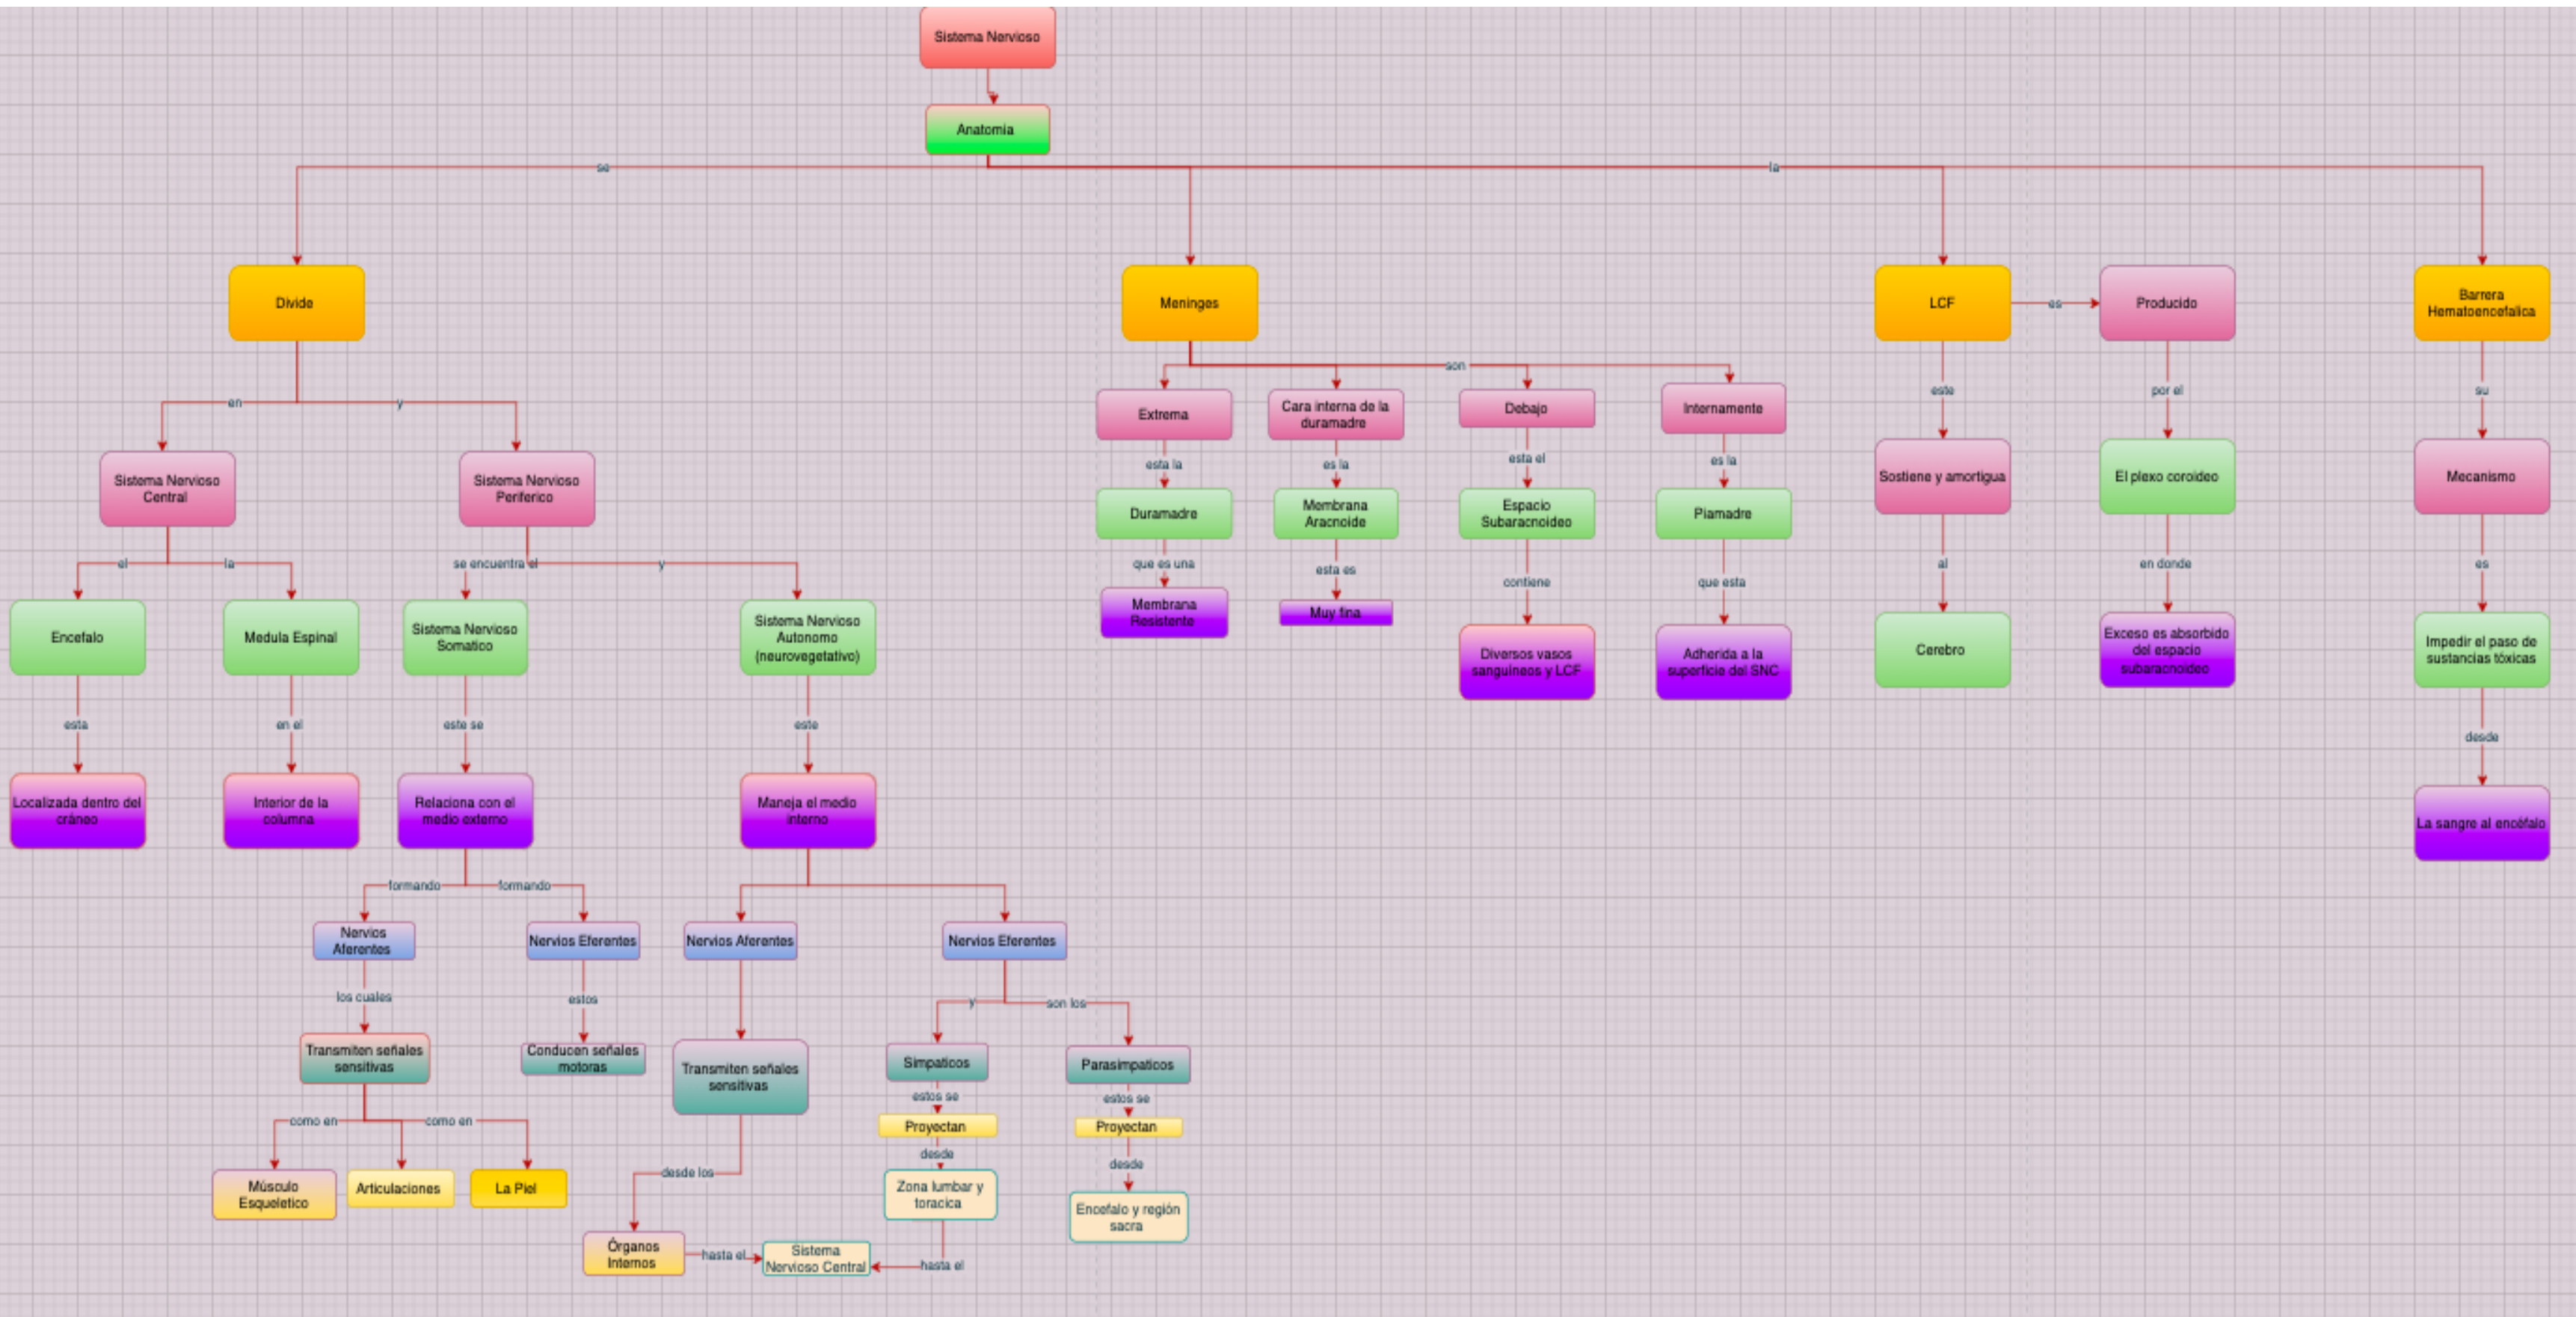 Sistema Nervioso
Anatomia
se
la
Divide
Meninges
LCF
es
Producido
Barrera
Hematoencefalica
en
y
son
este
por el
su
Extrema
Cara interna de la
duramadre
Debajo
Internamente
esta la
es la
esta el
es la
Sistema Nervioso
Central
Sistema Nervioso
Periferico
Sostiene y amortigua
El plexo coroideo
Mecanismo
Duramadre
Membrana
Aracnoide
Espacio
Subaracnoideo
Piamadre
el
la
se encuentra el
y
que es una
esta es
contiene
que esta
al
en donde
es
Encefalo
Medula Espinal
Sistema Nervioso
Somatico
Sistema Nervioso
Autonomo
(neurovegetativo)
Membrana
Resistente
Muy fina
Diversos vasos
sanguíneos y LCF
Adherida a la
superficie del SNC
Cerebro
Exceso es absorbido
del espacio
subaracnoideo
Impedir el paso de
sustancias tóxicas
esta
en el
este se
este
desde
Localizada dentro del
cráneo
Interior de la
columna
Relaciona con el
medio externo
Maneja el medio
interno
La sangre al encéfalo
formando
formando
Nervios
Aferentes
Nervios Eferentes
Nervios Aferentes
Nervios Eferentes
los cuales
estos
y
son los
Transmiten señales
sensitivas
Conducen señales
motoras
Transmiten señales
sensitivas
Simpaticos
Parasimpaticos
estos se
estos se
como en
como en
Proyectan
Proyectan
desde los
desde
desde
Músculo
Esqueletico
Articulaciones
La Piel
Zona lumbar y
toracica
Encefalo y región
sacra
Órganos
Internos
hasta el
Sistema
Nervioso Central
hasta el